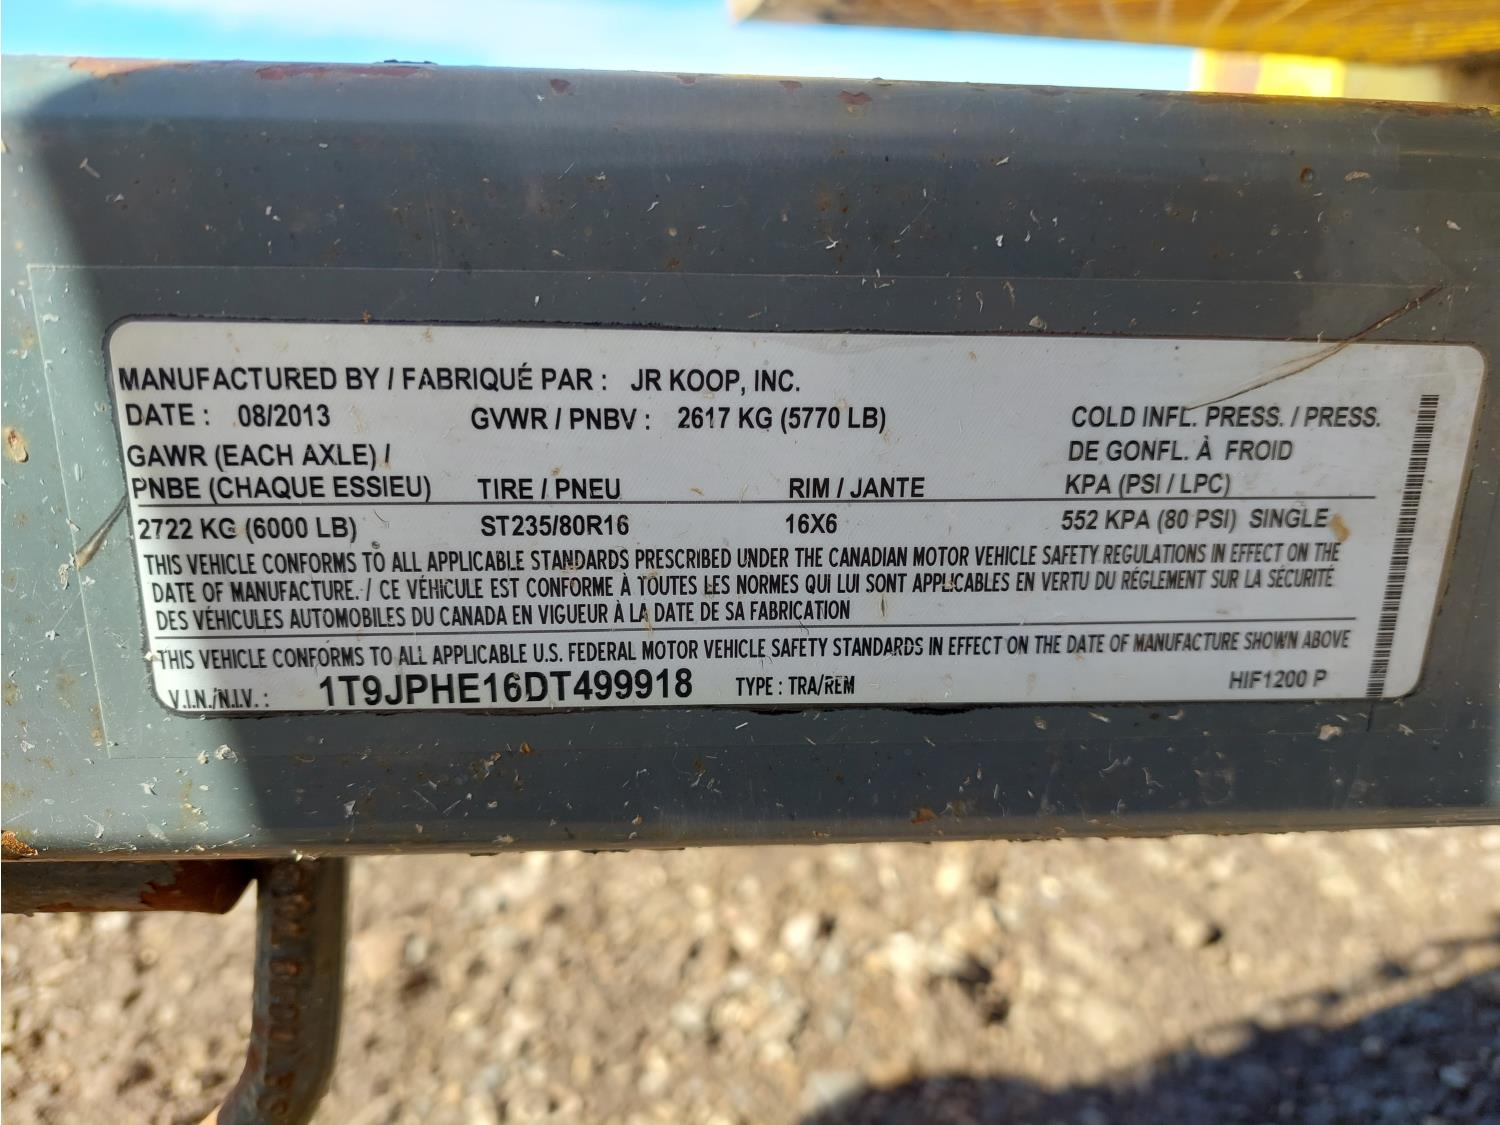 MANUFACTURED BY / FABRIQUÉ PAR : JR KOOP, INC.
DATE : 08/2013 GVWR / PNBV : 2617 KG (5770 LB) COLD INFL. PRESS. / PRESS.
GAWR (EACH AXLE) / DE GONFL. À FROID
PNBE (CHAQUE ESSIEU) TIRE / PNEU RIM / JANTE KPA (PSI / LPC)
2722 KG (6000 LB) ST235/80R16 16X6 552 KPA (80 PSI) SINGLE
THIS VEHICLE CONFORMS TO ALL APPLICABLE STANDARDS PRESCRIBED UNDER THE CANADIAN MOTOR VEHICLE SAFETY REGULATIONS IN EFFECT ON THE
DATE OF MANUFACTURE. / CE VÉHICULE EST CONFORME À TOUTES LES NORMES QUI LUI SONT APPLICABLES EN VERTU DU RÉGLEMENT SUR LA SÉCURITÉ
DES VÉHICULES AUTOMOBILES DU CANADA EN VIGUEUR À LA DATE DE SA FABRICATION
THIS VEHICLE CONFORMS TO ALL APPLICABLE U.S. FEDERAL MOTOR VEHICLE SAFETY STANDARDS IN EFFECT ON THE DATE OF MANUFACTURE SHOWN ABOVE
V.I.N./N.I.V. : 1T9JPHE16DT499918 TYPE : TRA/REM HIF1200 P